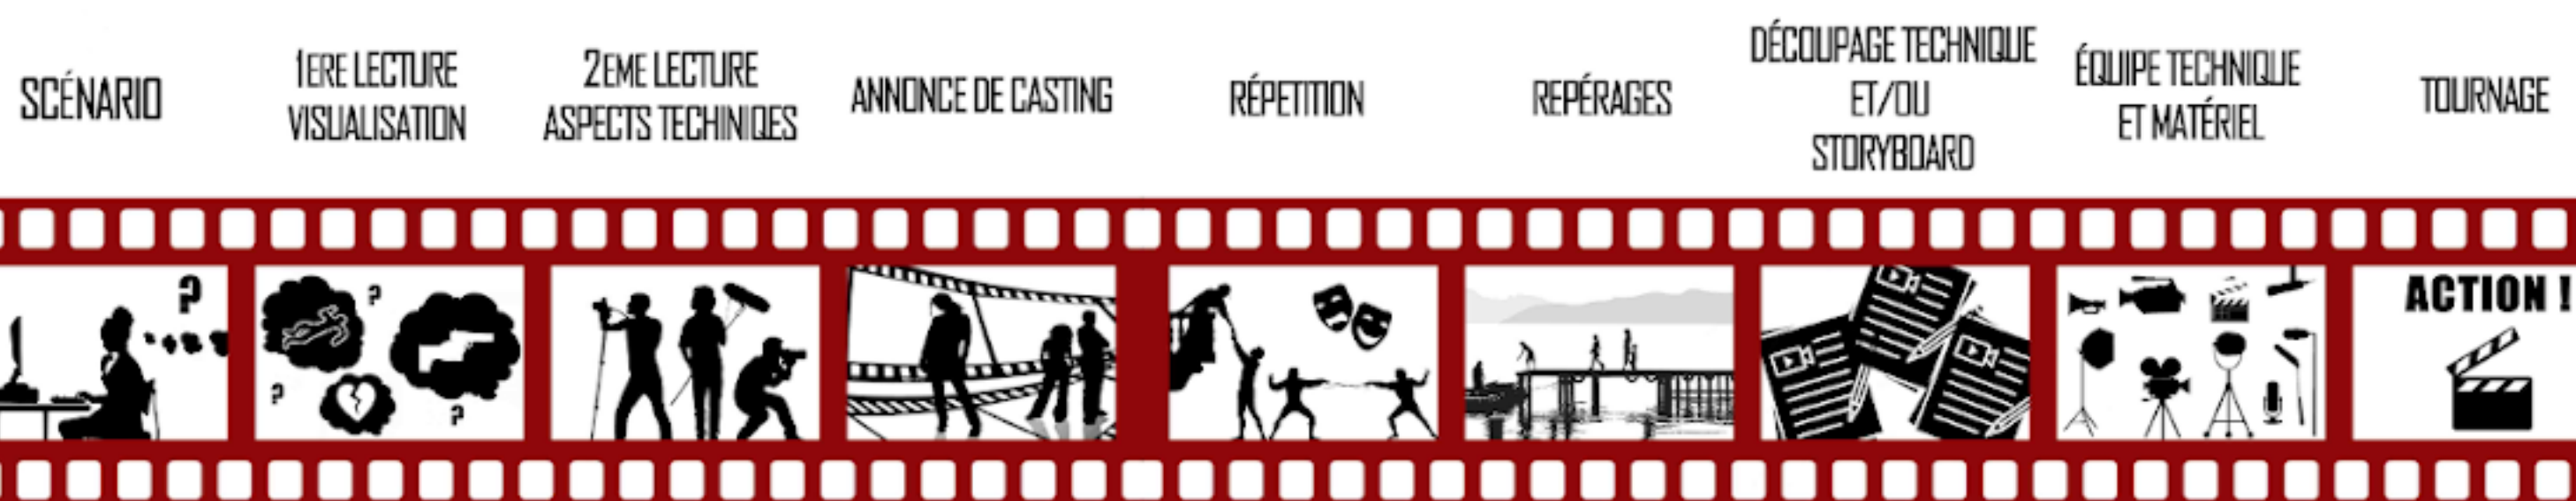 SCÉNARIO
1ERE LECTURE
VISUALISATION
2EME LECTURE
ASPECTS TECHINIQES
ANNONCE DE CASTING
RÉPETITION
REPÉRAGES
DÉCOUPAGE TECHNIQUE
ET/OU
STORYBOARD
ÉQUIPE TECHNIQUE
ET MATÉRIEL
TOURNAGE
?
?
?
?
ACTION !